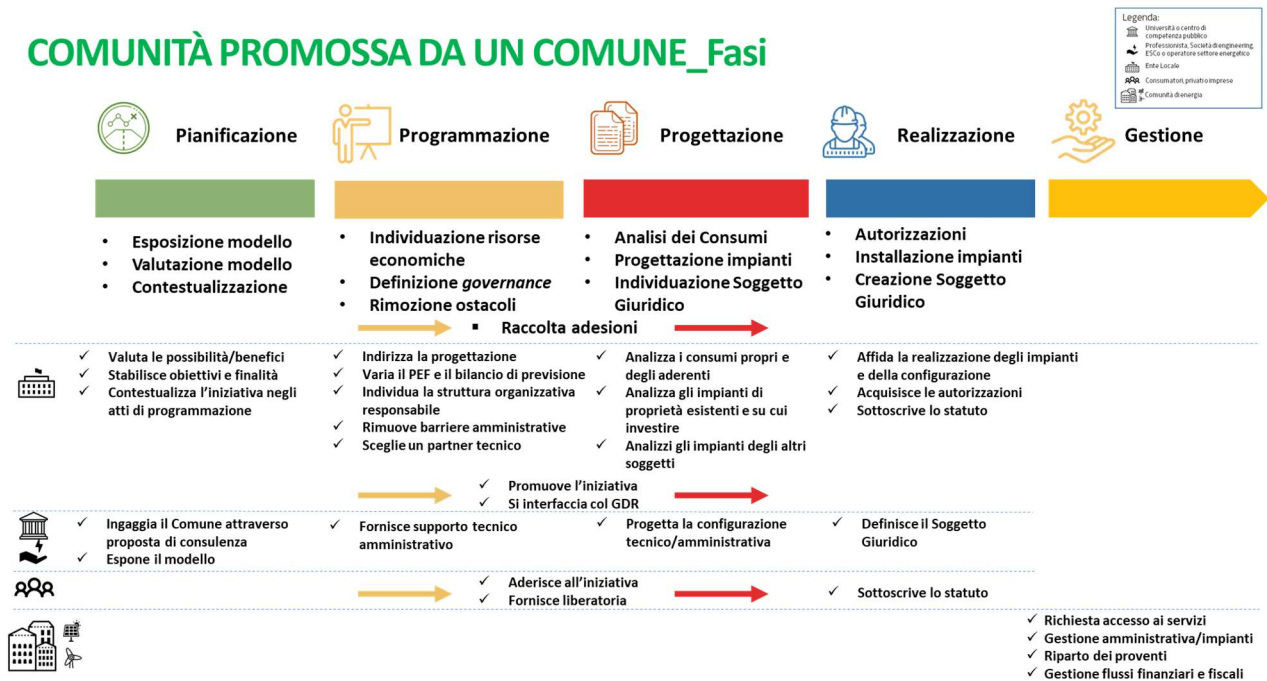 COMUNITÀ PROMOSSA DA UN COMUNE_Fasi
Legenda:
Università o centro di
competenza pubblico
Professionista, Società di engineering,
ESCo o operatore settore energetico
Ente Locale
Consumatori, privati o imprese
Comunità di energia
Pianificazione
Programmazione
Progettazione
Realizzazione
Gestione
• Esposizione modello
• Valutazione modello
• Contestualizzazione
• Individuazione risorse
economiche
• Definizione governance
• Rimozione ostacoli
• Analisi dei Consumi
• Progettazione impianti
• Individuazione Soggetto
Giuridico
• Autorizzazioni
• Installazione impianti
• Creazione Soggetto
Giuridico
▪ Raccolta adesioni
✓ Valuta le possibilità/benefici
✓ Stabilisce obiettivi e finalità
✓ Contestualizza l'iniziativa negli
atti di programmazione
✓ Indirizza la progettazione
✓ Varia il PEF e il bilancio di previsione
✓ Individua la struttura organizzativa
responsabile
✓ Rimuove barriere amministrative
✓ Sceglie un partner tecnico
✓ Analizza i consumi propri e
degli aderenti
✓ Analizza gli impianti di
proprietà esistenti e su cui
investire
✓ Analizzi gli impianti degli altri
soggetti
✓ Affida la realizzazione degli impianti
e della configurazione
✓ Acquisisce le autorizzazioni
✓ Sottoscrive lo statuto
✓ Promuove l'iniziativa
✓ Si interfaccia col GDR
✓ Ingaggia il Comune attraverso
proposta di consulenza
✓ Espone il modello
✓ Fornisce supporto tecnico
amministrativo
✓ Progetta la configurazione
tecnico/amministrativa
✓ Definisce il Soggetto
Giuridico
✓ Aderisce all'iniziativa
✓ Fornisce liberatoria
✓ Sottoscrive lo statuto
✓ Richiesta accesso ai servizi
✓ Gestione amministrativa/impianti
✓ Riparto dei proventi
✓ Gestione flussi finanziari e fiscali